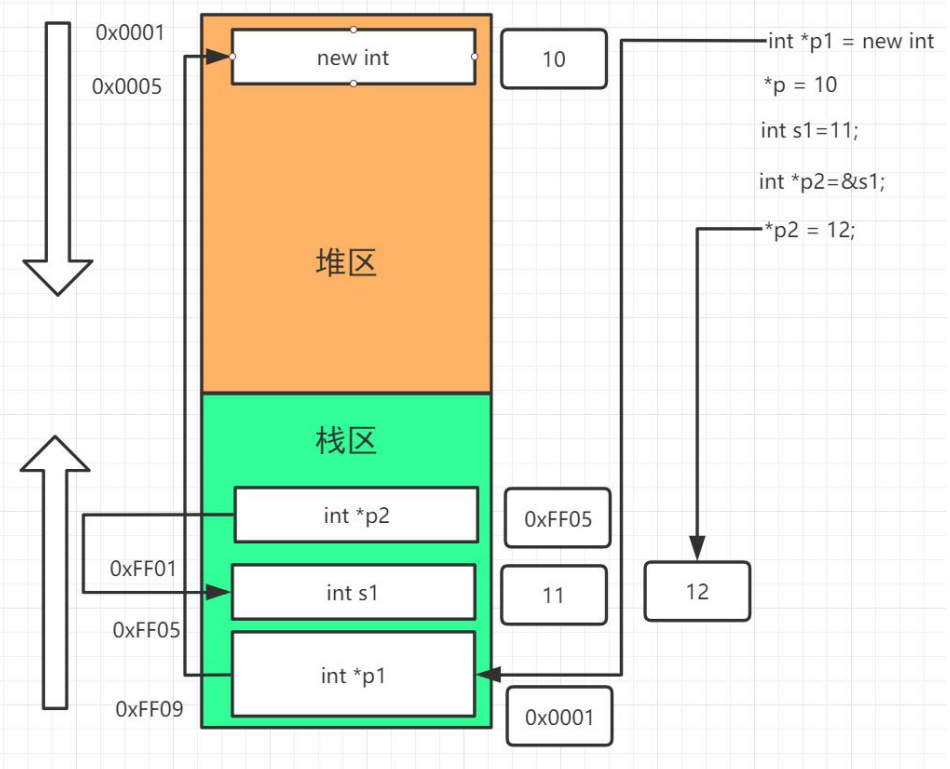 0x0001
0x0005
new int
10
int *p1 = new int
*p = 10
int s1=11;
int *p2=&s1;
*p2 = 12;
堆区
栈区
int *p2
0xFF05
0xFF01
int s1
11
12
0xFF05
int *p1
0xFF09
0x0001